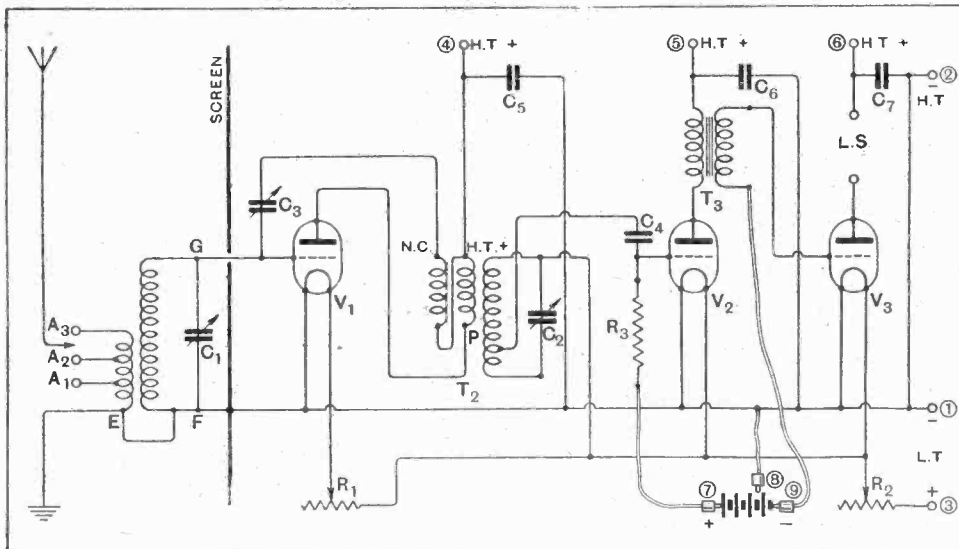 ④ H.T +
⑤ H.T +
⑥ H T +
②
–
H.T
SCREEN
C5
C6
C7
L.S
C3
T3
C4
G
N.C.
H.T.+
V1
V2
V3
R3
A3
A2
A1
C1
P
C2
T2
E
F
①
–
L.T
R1
⑦
⑧
⑨
+
–
R2
+
③